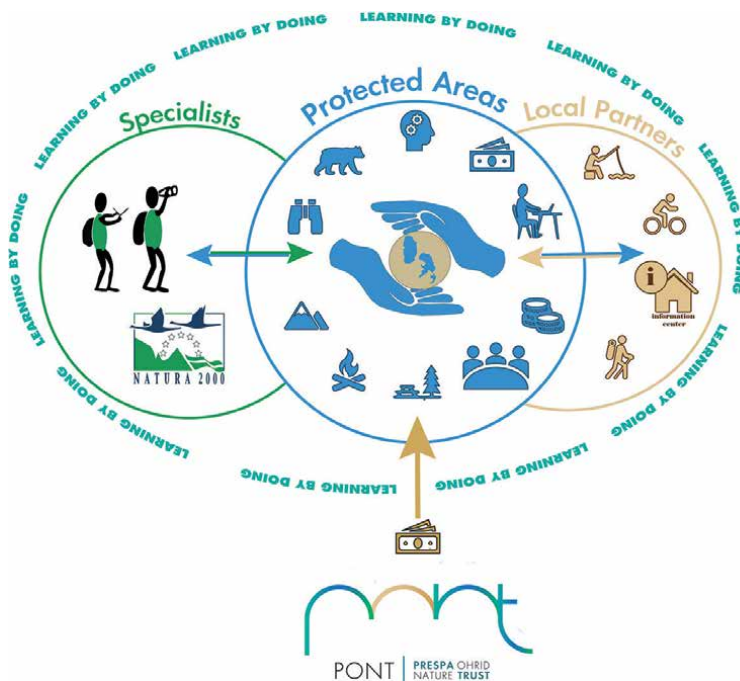 LEARNING BY DOING
LEARNING BY DOING
LEARNING BY DOING
LEARNING BY DOING
LEARNING BY DOING
LEARNING BY DOING
LEARNING BY DOING
LEARNING BY DOING
LEARNING BY DOING
LEARNING BY DOING
LEARNING BY DOING
Specialists
Protected Areas
Local Partners
NATURA 2000
i
information
center
pont
PONT
PRESPA OHRID
NATURE TRUST